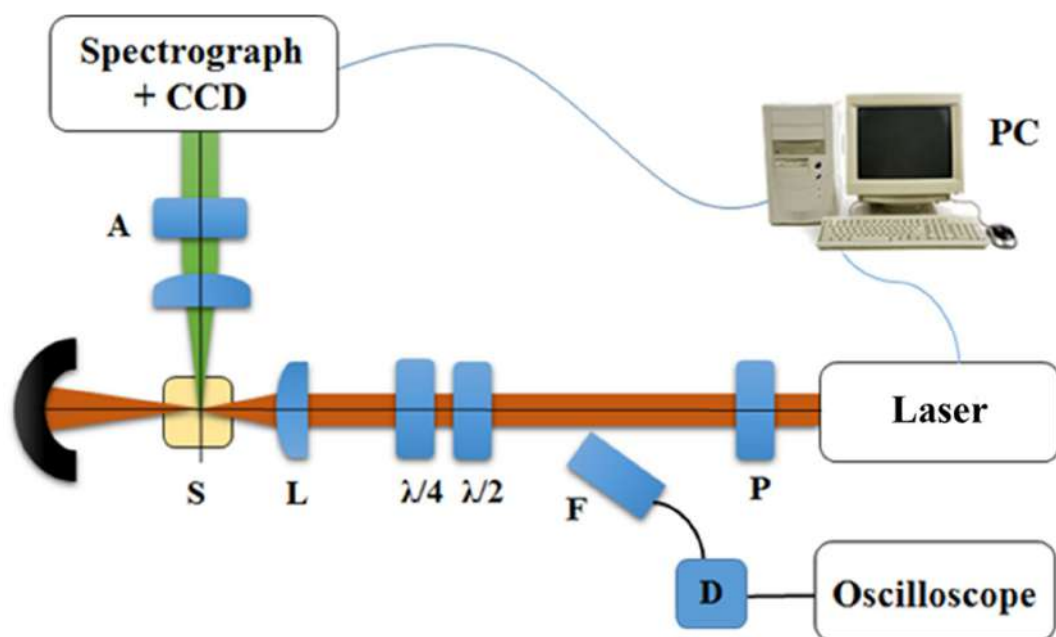 Spectrograph
+ CCD
PC
A
Laser
S
L
λ/4
λ/2
F
P
D
Oscilloscope